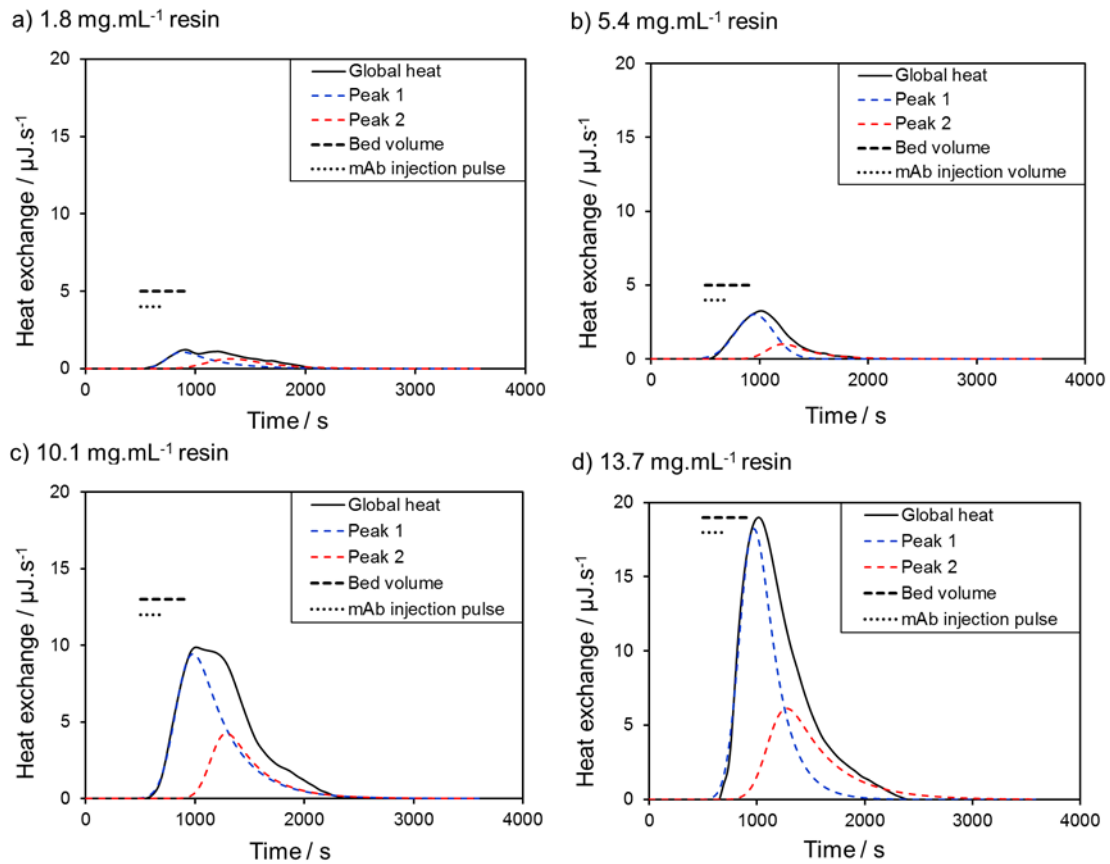 a) 1.8 mg.mL⁻¹ resin
20
15
10
5
0
Heat exchange / µJ.s⁻¹
Global heat
Peak 1
Peak 2
Bed volume
mAb injection pulse
0 1000 2000 3000 4000
Time / s
b) 5.4 mg.mL⁻¹ resin
20
15
10
5
0
Heat exchange / µJ.s⁻¹
Global heat
Peak 1
Peak 2
Bed volume
mAb injection volume
0 1000 2000 3000 4000
Time / s
c) 10.1 mg.mL⁻¹ resin
20
15
10
5
0
Heat exchange / µJ.s⁻¹
Global heat
Peak 1
Peak 2
Bed volume
mAb injection pulse
0 1000 2000 3000 4000
Time / s
d) 13.7 mg.mL⁻¹ resin
20
15
10
5
0
Heat exchange / µJ.s⁻¹
Global heat
Peak 1
Peak 2
Bed volume
mAb injection pulse
0 1000 2000 3000 4000
Time / s